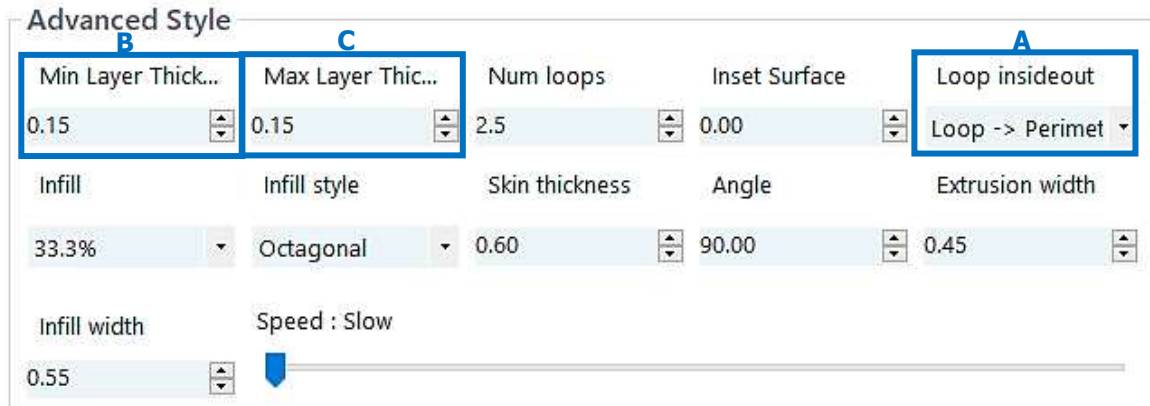 Advanced Style
B C A
Min Layer Thick... Max Layer Thic... Num loops Inset Surface Loop insideout
0.15 0.15 2.5 0.00 Loop -> Perimet
Infill Infill style Skin thickness Angle Extrusion width
33.3% Octagonal 0.60 90.00 0.45
Infill width Speed : Slow
0.55